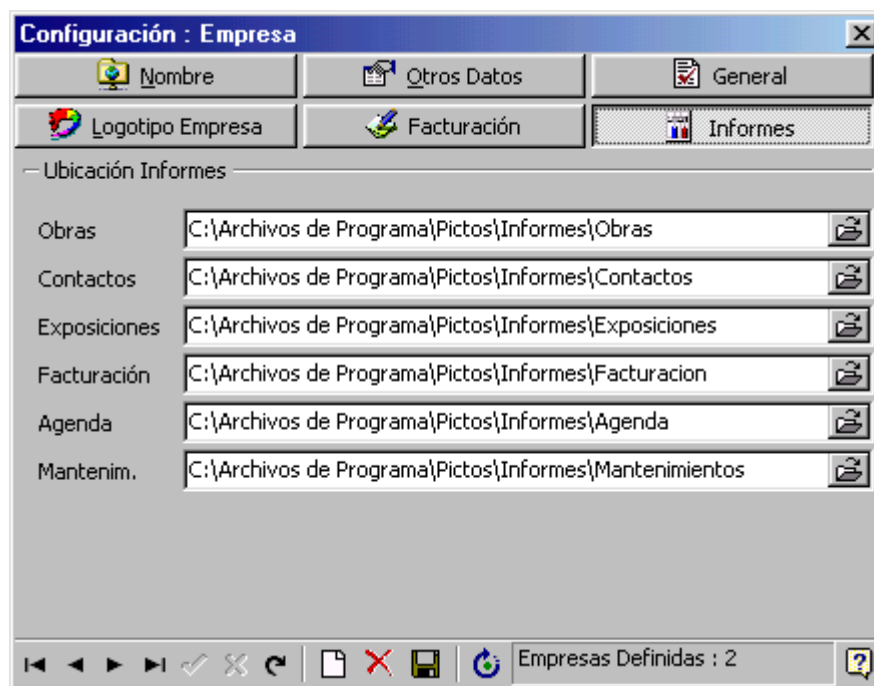 Configuración : Empresa
Nombre
Otros Datos
General
Logotipo Empresa
Facturación
Informes
Ubicación Informes
Obras C:\Archivos de Programa\Pictos\Informes\Obras
Contactos C:\Archivos de Programa\Pictos\Informes\Contactos
Exposiciones C:\Archivos de Programa\Pictos\Informes\Exposiciones
Facturación C:\Archivos de Programa\Pictos\Informes\Facturacion
Agenda C:\Archivos de Programa\Pictos\Informes\Agenda
Mantenim. C:\Archivos de Programa\Pictos\Informes\Mantenimientos
Empresas Definidas : 2